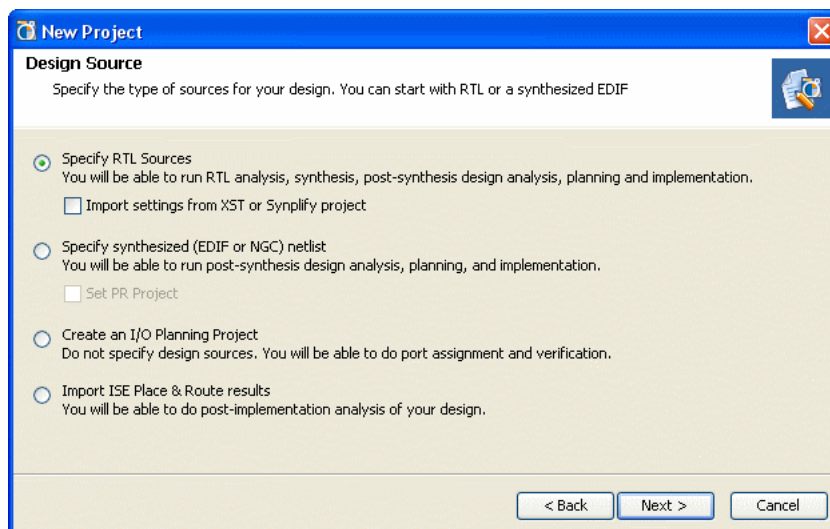 New Project
Design Source
Specify the type of sources for your design. You can start with RTL or a synthesized EDIF
Specify RTL Sources
You will be able to run RTL analysis, synthesis, post-synthesis design analysis, planning and implementation.
Import settings from XST or Synplify project
Specify synthesized (EDIF or NGC) netlist
You will be able to run post-synthesis design analysis, planning, and implementation.
Set PR Project
Create an I/O Planning Project
Do not specify design sources. You will be able to do port assignment and verification.
Import ISE Place & Route results
You will be able to do post-implementation analysis of your design.
< Back Next > Cancel